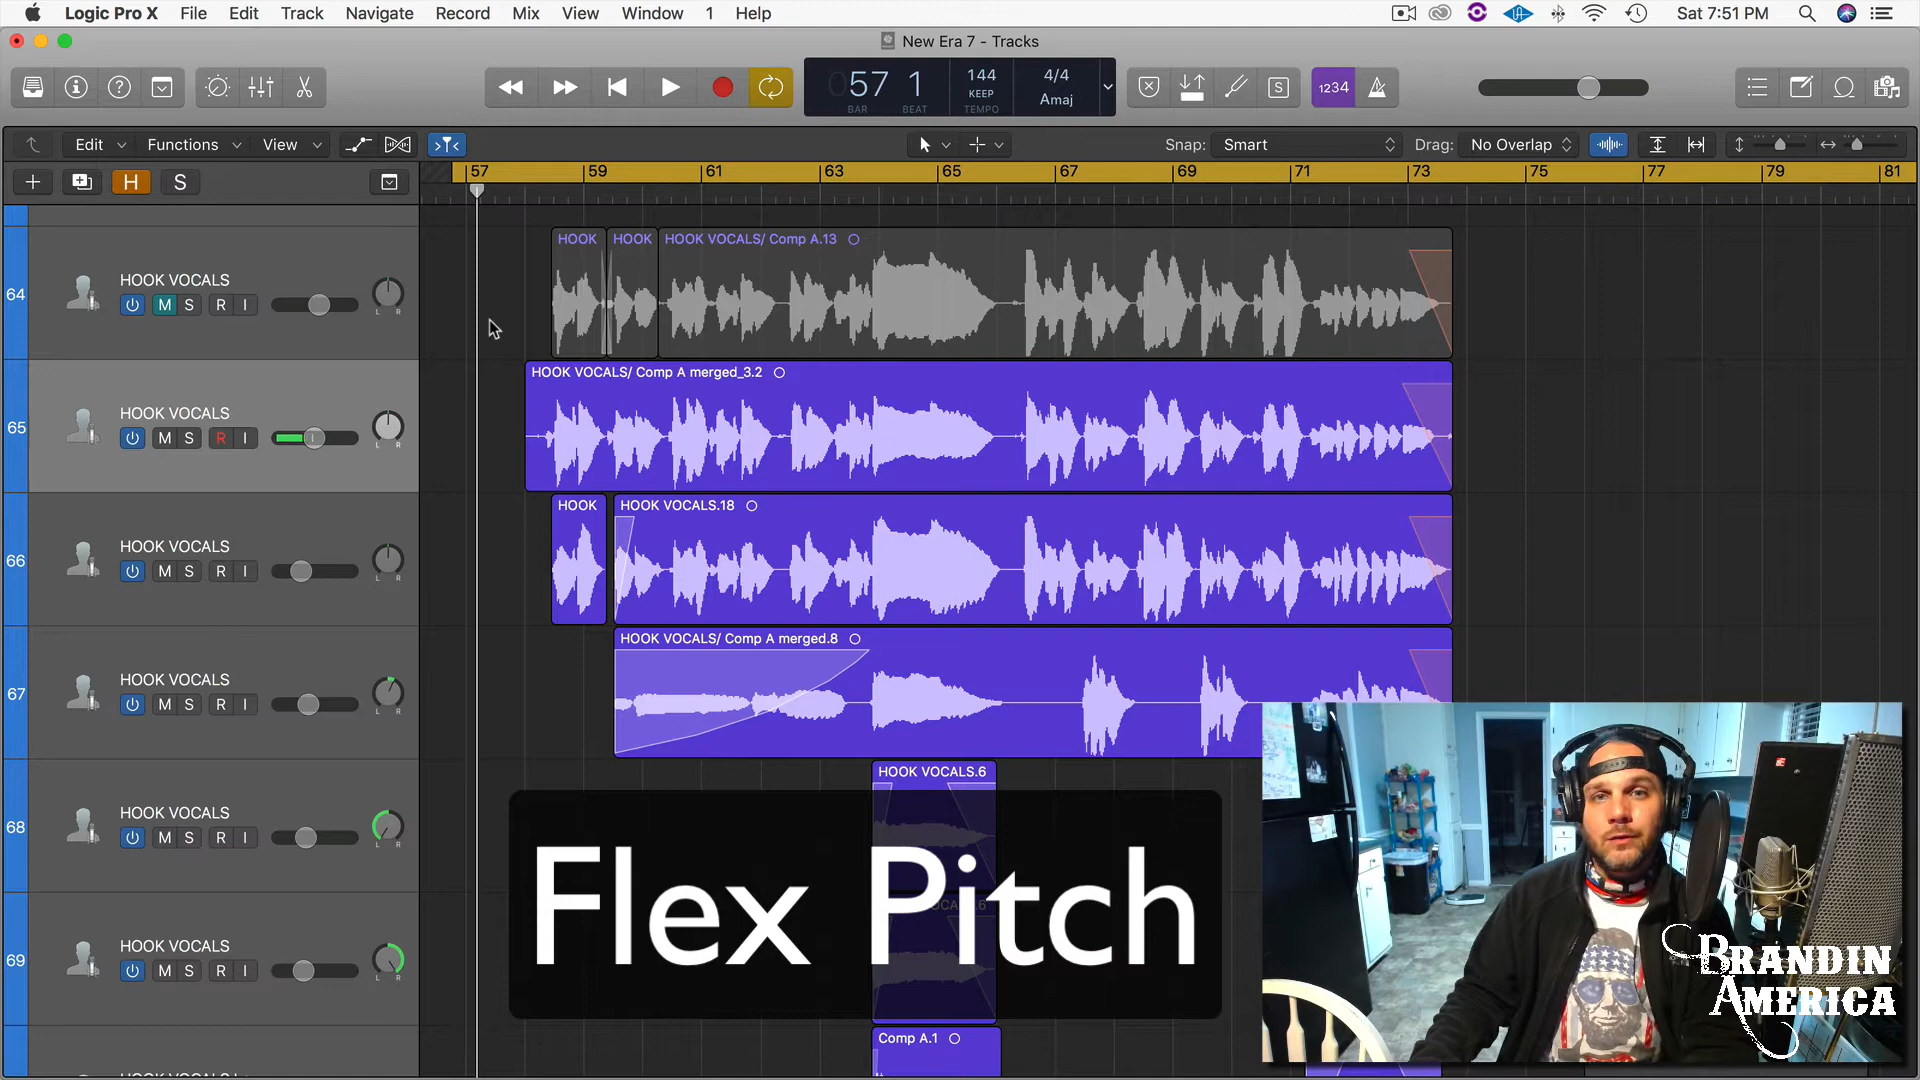 Logic Pro X File Edit Track Navigate Record Mix View Window 1 Help Sat 7:51 PM
New Era 7 - Tracks
057 1 144 KEEP 4/4 Amaj
BAR BEAT TEMPO
1234
S
Edit Functions View Snap: Smart Drag: No Overlap
H S
57 59 61 63 65 67 69 71 73 75 77 79 81
64 HOOK VOCALS
M S R I
L R
HOOK HOOK HOOK VOCALS/ Comp A.13
65 HOOK VOCALS
M S R I
L R
HOOK VOCALS/ Comp A merged_3.2
66 HOOK VOCALS
M S R I
L R
HOOK HOOK VOCALS.18
67 HOOK VOCALS
M S R I
L R
HOOK VOCALS/ Comp A merged.8
68 HOOK VOCALS
M S R I
L R
HOOK VOCALS.6
69 HOOK VOCALS
M S R I
L R
Comp A.1
Flex Pitch
BRANDIN
AMERICA